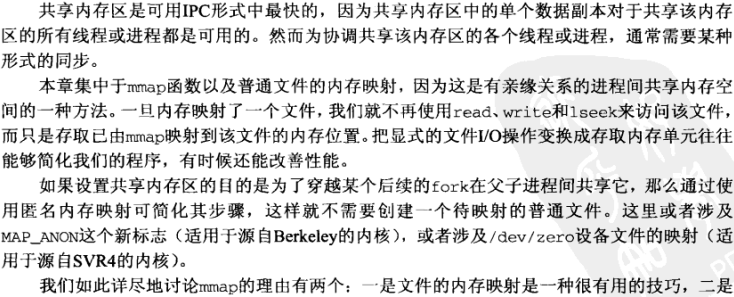 共享内存区是可用IPC形式中最快的，因为共享内存区中的单个数据副本对于共享该内存
区的所有线程或进程都是可用的。然而为协调共享该内存区的各个线程或进程，通常需要某种
形式的同步。
本章集中于mmap函数以及普通文件的内存映射，因为这是有亲缘关系的进程间共享内存空
间的一种方法。一旦内存映射了一个文件，我们就不再使用read、write和lseek来访问该文件，
而只是存取已由mmap映射到该文件的内存位置。把显式的文件I/O操作变换成存取内存单元往往
能够简化我们的程序，有时候还能改善性能。
如果设置共享内存区的目的是为了穿越某个后续的fork在父子进程间共享它，那么通过使
用匿名内存映射可简化其步骤，这样就不需要创建一个待映射的普通文件。这里或者涉及
MAP_ANON这个新标志（适用于源自Berkeley的内核），或者涉及/dev/zero设备文件的映射（适
用于源自SVR4的内核）。
我们如此详尽地讨论mmap的理由有两个：一是文件的内存映射是一种很有用的技巧，二是